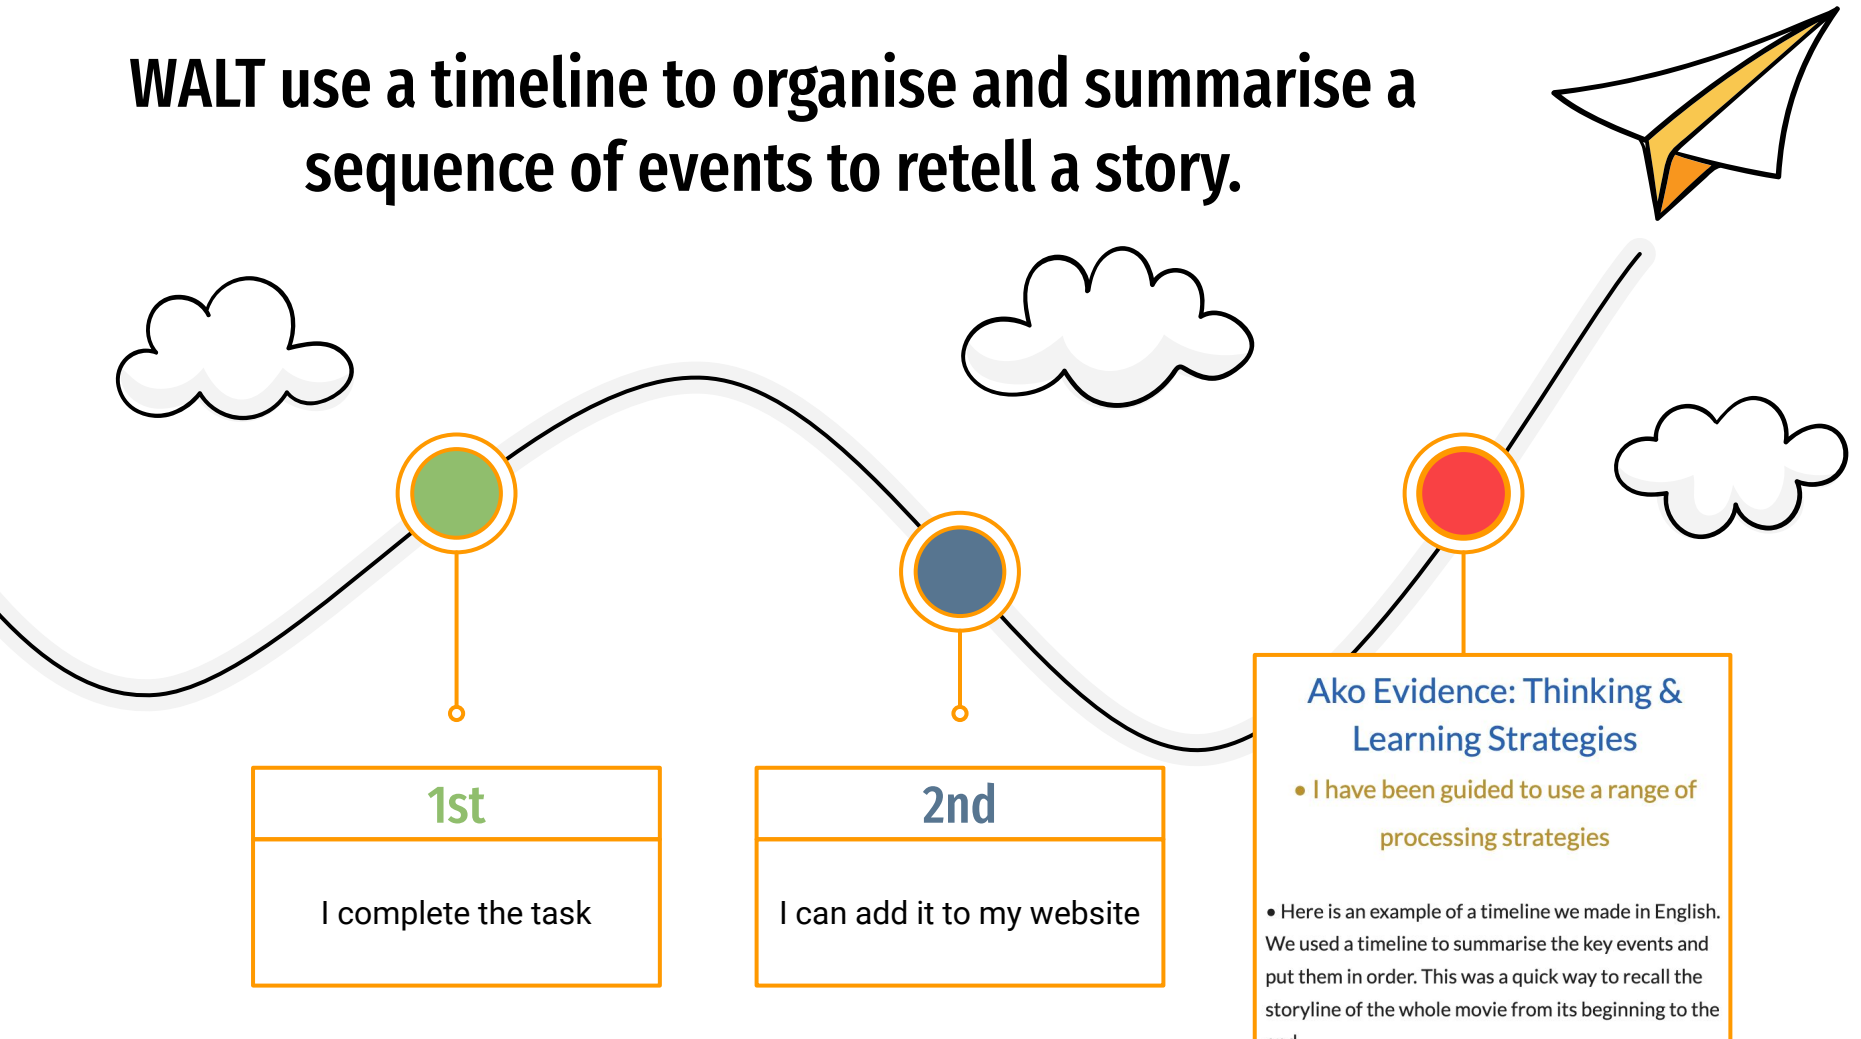 WALT use a timeline to organise and summarise a
sequence of events to retell a story.
1st
I complete the task
2nd
I can add it to my website
Ako Evidence: Thinking &
Learning Strategies
• I have been guided to use a range of
processing strategies
• Here is an example of a timeline we made in English.
We used a timeline to summarise the key events and
put them in order. This was a quick way to recall the
storyline of the whole movie from its beginning to the